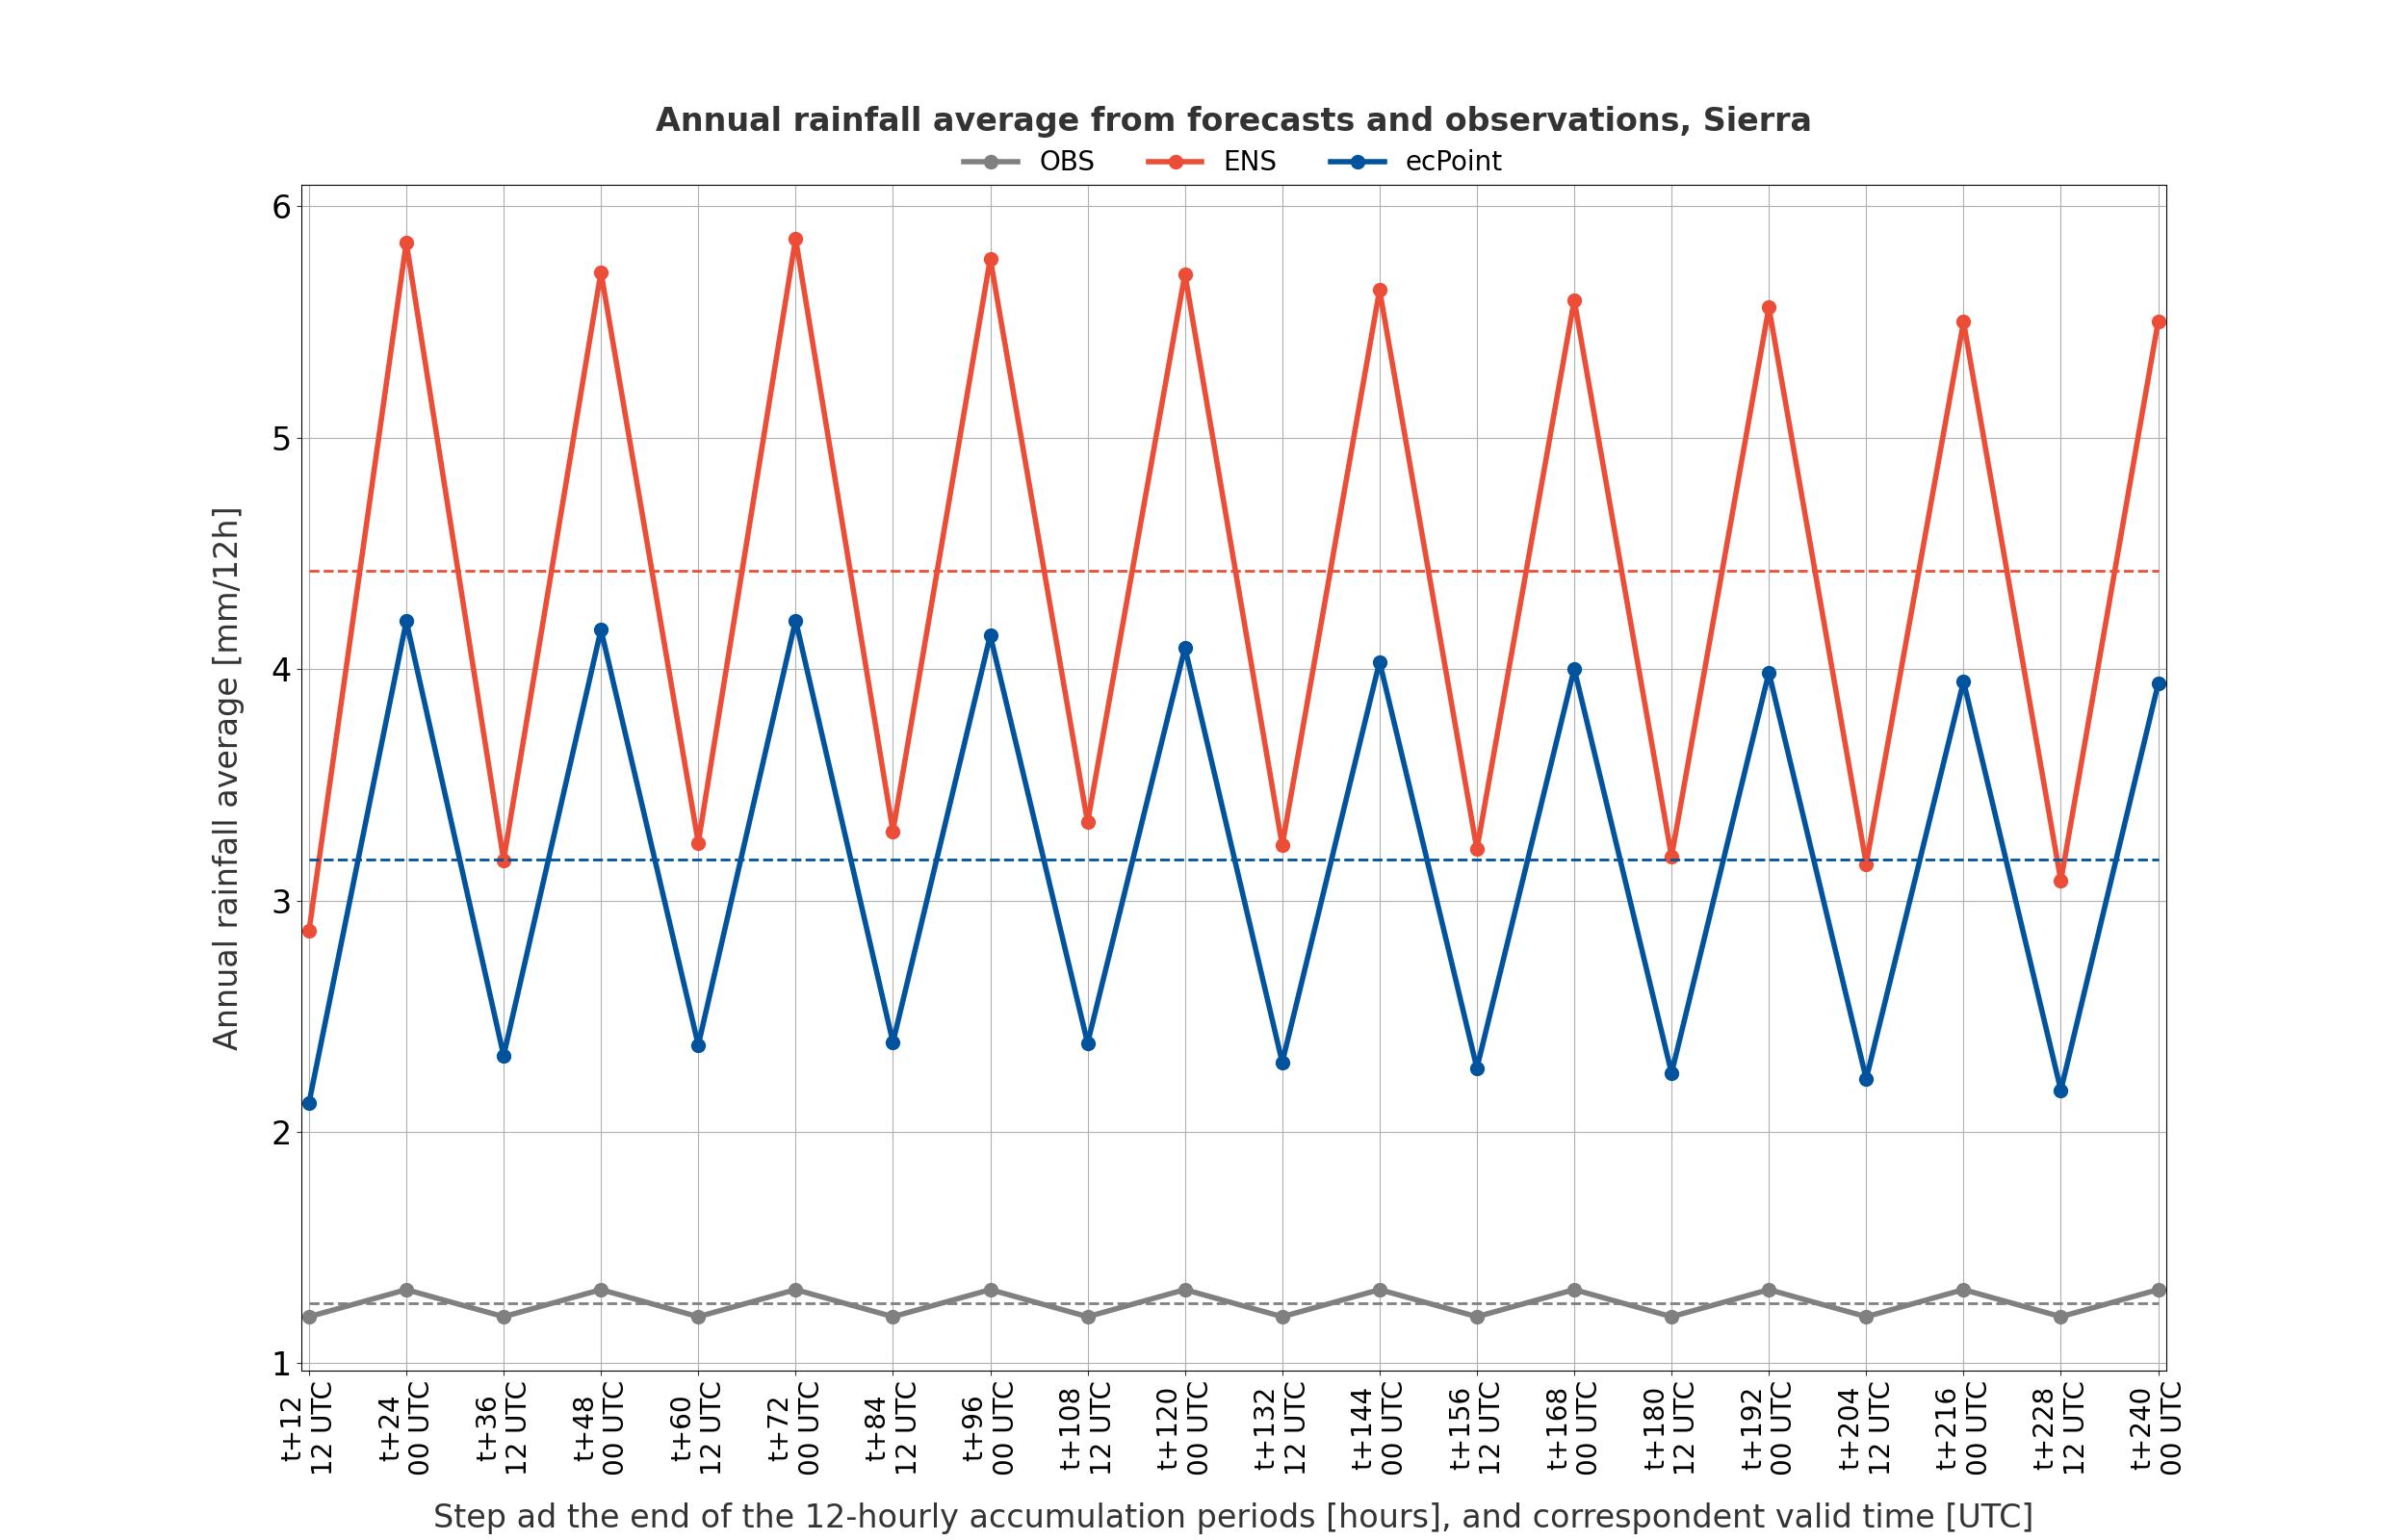 Annual rainfall average from forecasts and observations, Sierra
OBS
ENS
ecPoint
Annual rainfall average [mm/12h]
6
5
4
3
2
1
t+12
12 UTC
t+24
00 UTC
t+36
12 UTC
t+48
00 UTC
t+60
12 UTC
t+72
00 UTC
t+84
12 UTC
t+96
00 UTC
t+108
12 UTC
t+120
00 UTC
t+132
12 UTC
t+144
00 UTC
t+156
12 UTC
t+168
00 UTC
t+180
12 UTC
t+192
00 UTC
t+204
12 UTC
t+216
00 UTC
t+228
12 UTC
t+240
00 UTC
Step ad the end of the 12-hourly accumulation periods [hours], and correspondent valid time [UTC]